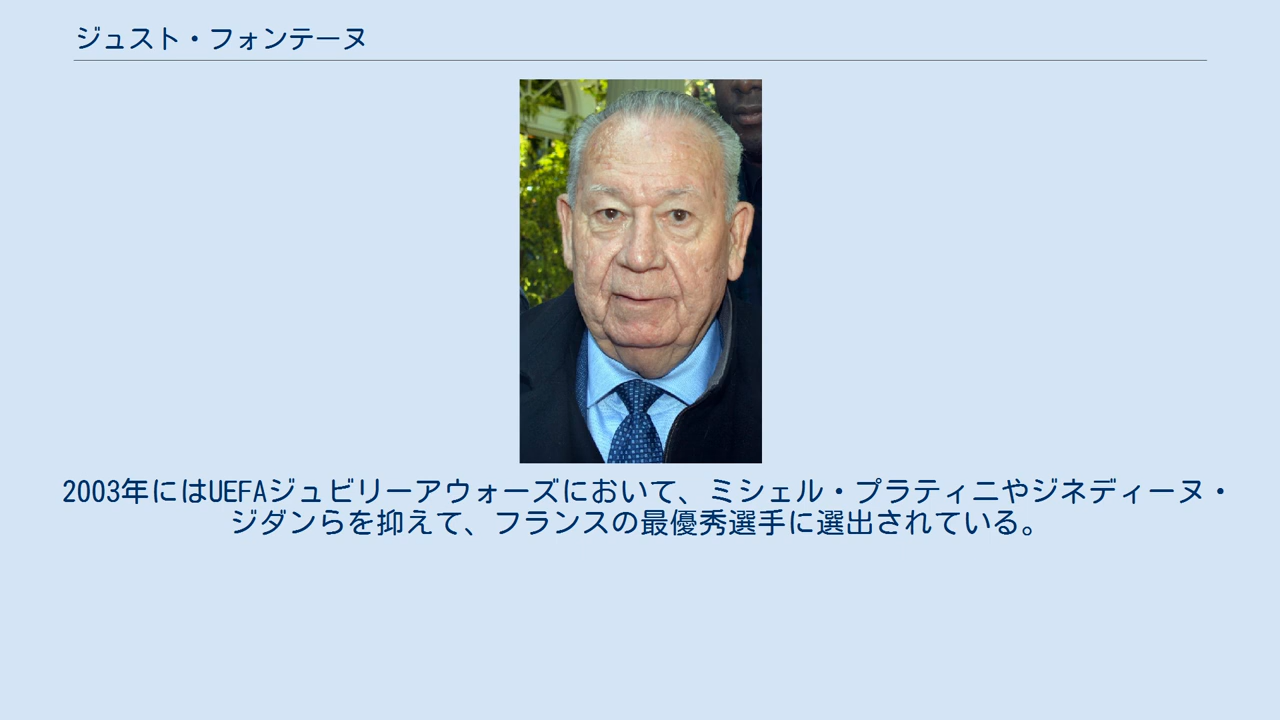 ジュスト・フォンテーヌ
2003年にはUEFAジュビリーアウォーズにおいて、ミシェル・プラティニやジネディーヌ・
ジダンらを抑えて、フランスの最優秀選手に選出されている。